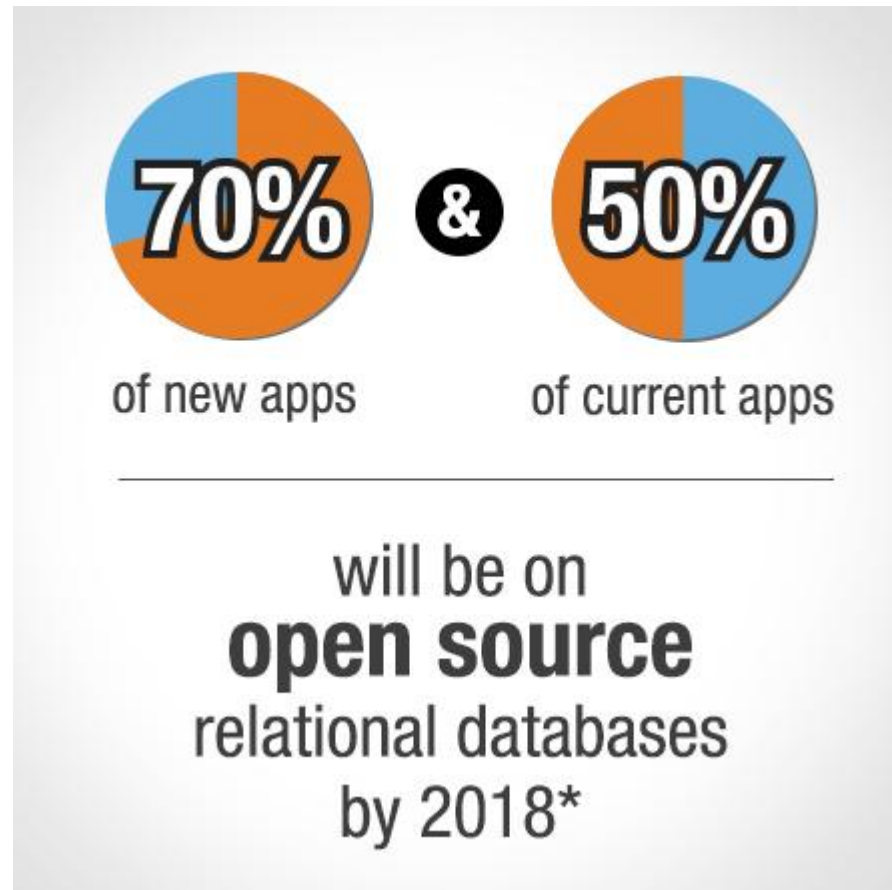 70% & 50%
of new apps
of current apps
will be on
open source
relational databases
by 2018*